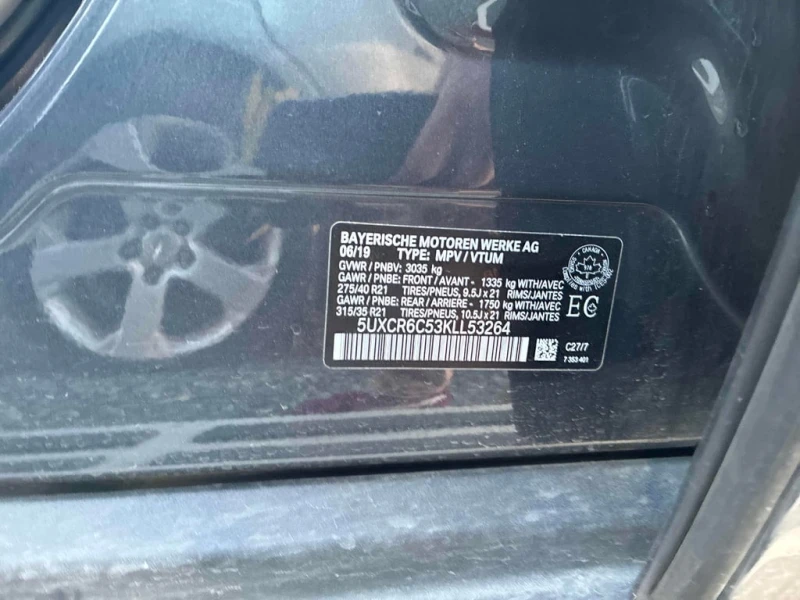 BAYERISCHE MOTOREN WERKE AG
06/19 TYPE: MPV / VTUM
GVWR / PNBV: 3035 kg
GAWR / PNBE: FRONT / AVANT - 1335 kg WITH/AVEC
275/40 R21 TIRES/PNEUS, 9.5J x 21 RIMS/JANTES
GAWR / PNBE: REAR / ARRIERE - 1750 kg WITH/AVEC
315/35 R21 TIRES/PNEUS, 10.5J x 21 RIMS/JANTES
5UXCR6C53KLL53264
CANADA
EC
C27/7
7 353 401